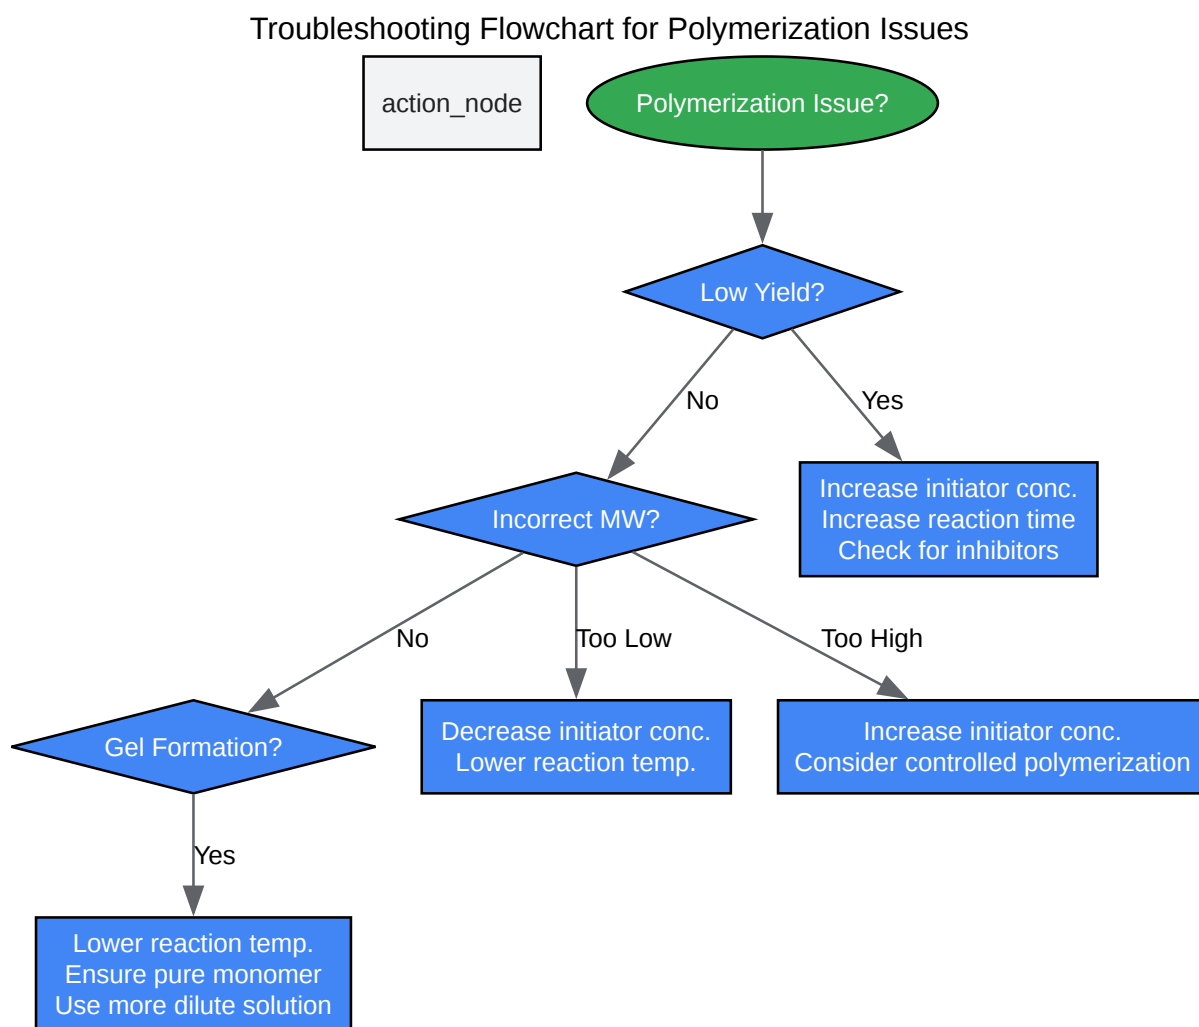 Troubleshooting Flowchart for Polymerization Issues
action_node
Polymerization Issue?
Low Yield?
No
Yes
Increase initiator conc.
Increase reaction time
Check for inhibitors
Incorrect MW?
No
Too Low
Too High
Gel Formation?
Decrease initiator conc.
Lower reaction temp.
Increase initiator conc.
Consider controlled polymerization
Yes
Lower reaction temp.
Ensure pure monomer
Use more dilute solution